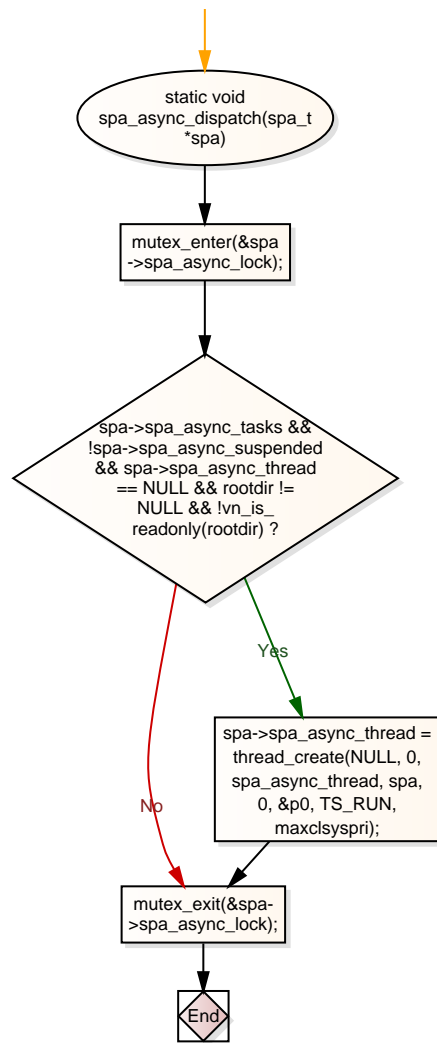 static void
spa_async_dispatch(spa_t
*spa)
mutex_enter(&spa
->spa_async_lock);
spa->spa_async_tasks &&
!spa->spa_async_suspended
&& spa->spa_async_thread
== NULL && rootdir !=
NULL && !vn_is_
readonly(rootdir) ?
Yes
spa->spa_async_thread =
thread_create(NULL, 0,
spa_async_thread, spa,
0, &p0, TS_RUN,
maxclsyspri);
No
mutex_exit(&spa-
>spa_async_lock);
End